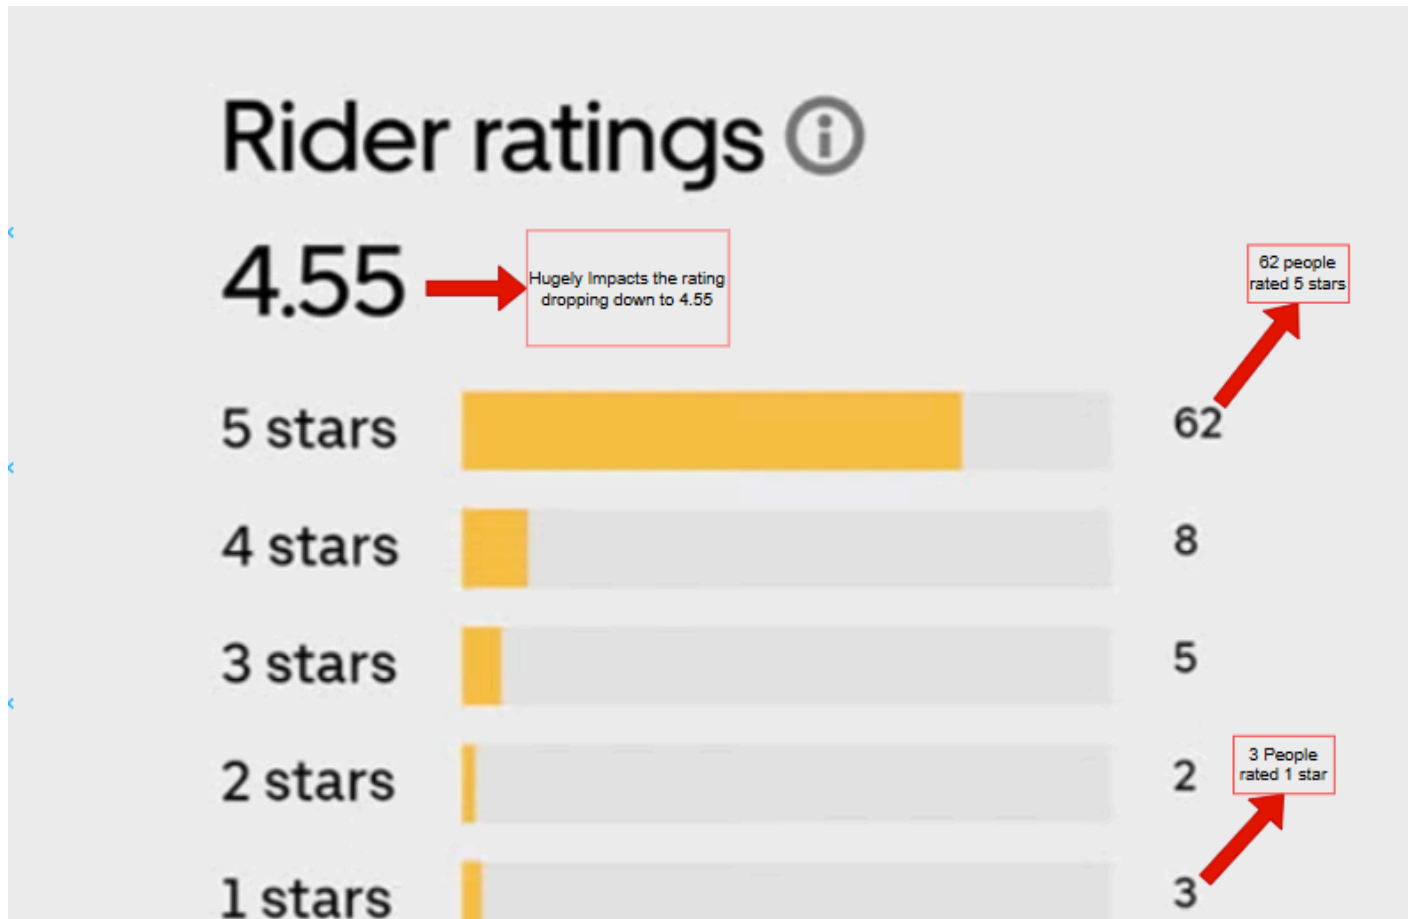 Rider ratings
4.55
Hugely Impacts the rating
dropping down to 4.55
62 people
rated 5 stars
5 stars
62
4 stars
8
3 stars
5
2 stars
2
3 People
rated 1 star
1 stars
3